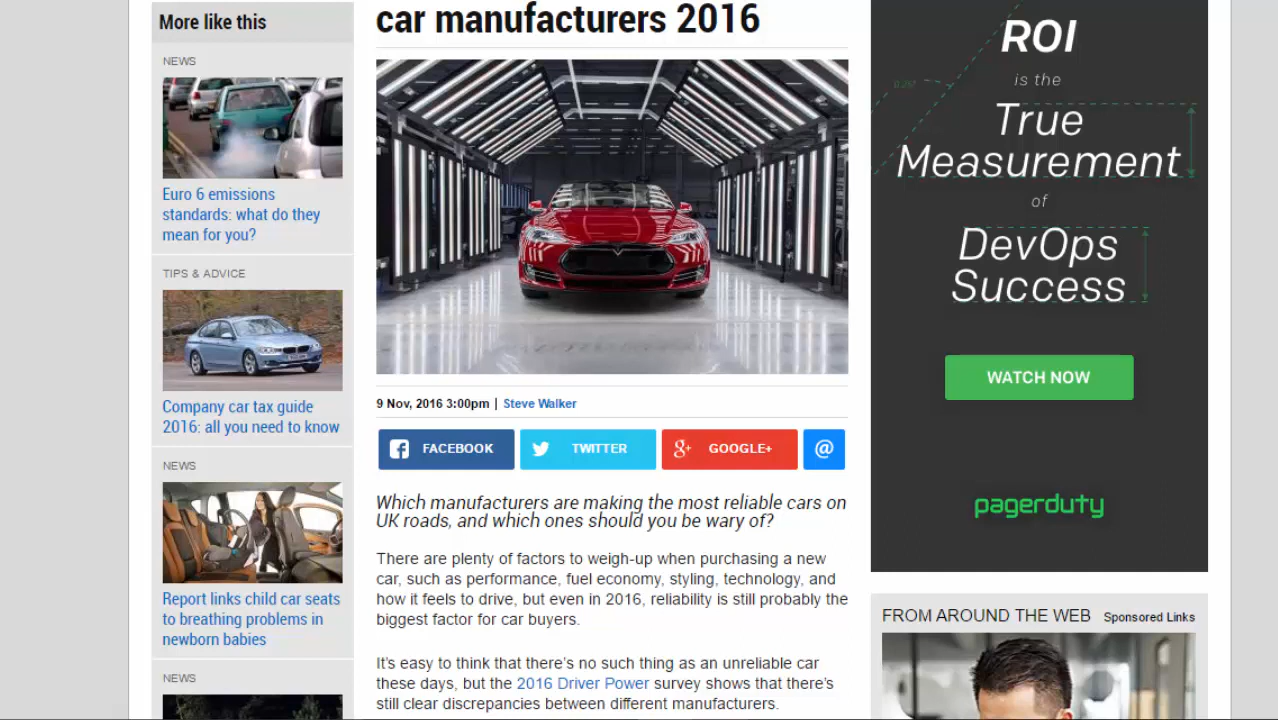 More like this
NEWS
Euro 6 emissions
standards: what do they
mean for you?
TIPS & ADVICE
Company car tax guide
2016: all you need to know
NEWS
Report links child car seats
to breathing problems in
newborn babies
NEWS
car manufacturers 2016
9 Nov, 2016 3:00pm | Steve Walker
FACEBOOK
TWITTER
GOOGLE+
@
Which manufacturers are making the most reliable cars on
UK roads, and which ones should you be wary of?
There are plenty of factors to weigh-up when purchasing a new
car, such as performance, fuel economy, styling, technology, and
how it feels to drive, but even in 2016, reliability is still probably the
biggest factor for car buyers.
It's easy to think that there's no such thing as an unreliable car
these days, but the 2016 Driver Power survey shows that there's
still clear discrepancies between different manufacturers.
ROI
is the
True
Measurement
of
DevOps
Success
WATCH NOW
pagerduty
FROM AROUND THE WEB Sponsored Links